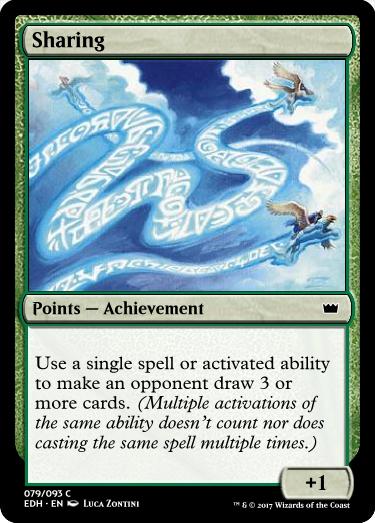 Sharing
Points — Achievement
Use a single spell or activated ability
to make an opponent draw 3 or
more cards. (Multiple activations of
the same ability doesn't count nor does
casting the same spell multiple times.)
+1
079/093 C
EDH • EN Luca Zontini
™ & © 2017 Wizards of the Coast